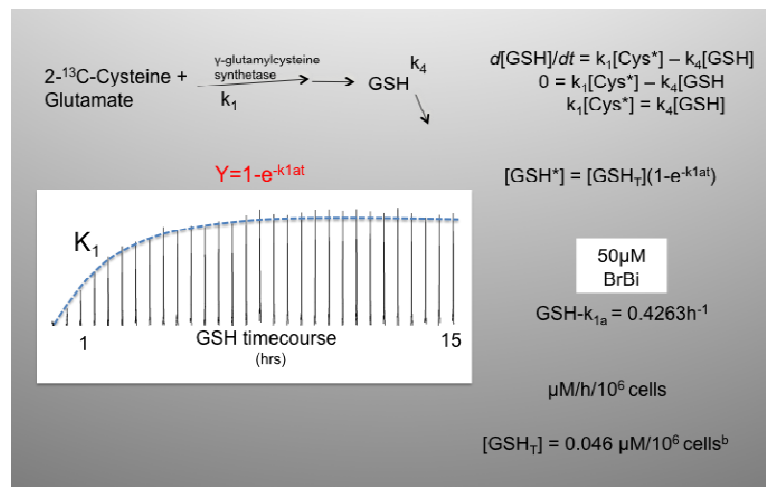 γ-glutamylcysteine
synthetase
2-¹³C-Cysteine +
Glutamate
k₁
GSH
k₄
d[GSH]/dt = k₁[Cys*] – k₄[GSH]
0 = k₁[Cys*] – k₄[GSH
k₁[Cys*] = k₄[GSH]
Y=1-e⁻ᵏ¹ᵃᵗ
[GSH*] = [GSH_T](1-e⁻ᵏ¹ᵃᵗ)
K₁
1
GSH timecourse
(hrs)
15
50µM
BrBi
GSH-k₁ₐ = 0.4263h⁻¹
µM/h/10⁶ cells
[GSH_T] = 0.046 µM/10⁶ cellsᵇ